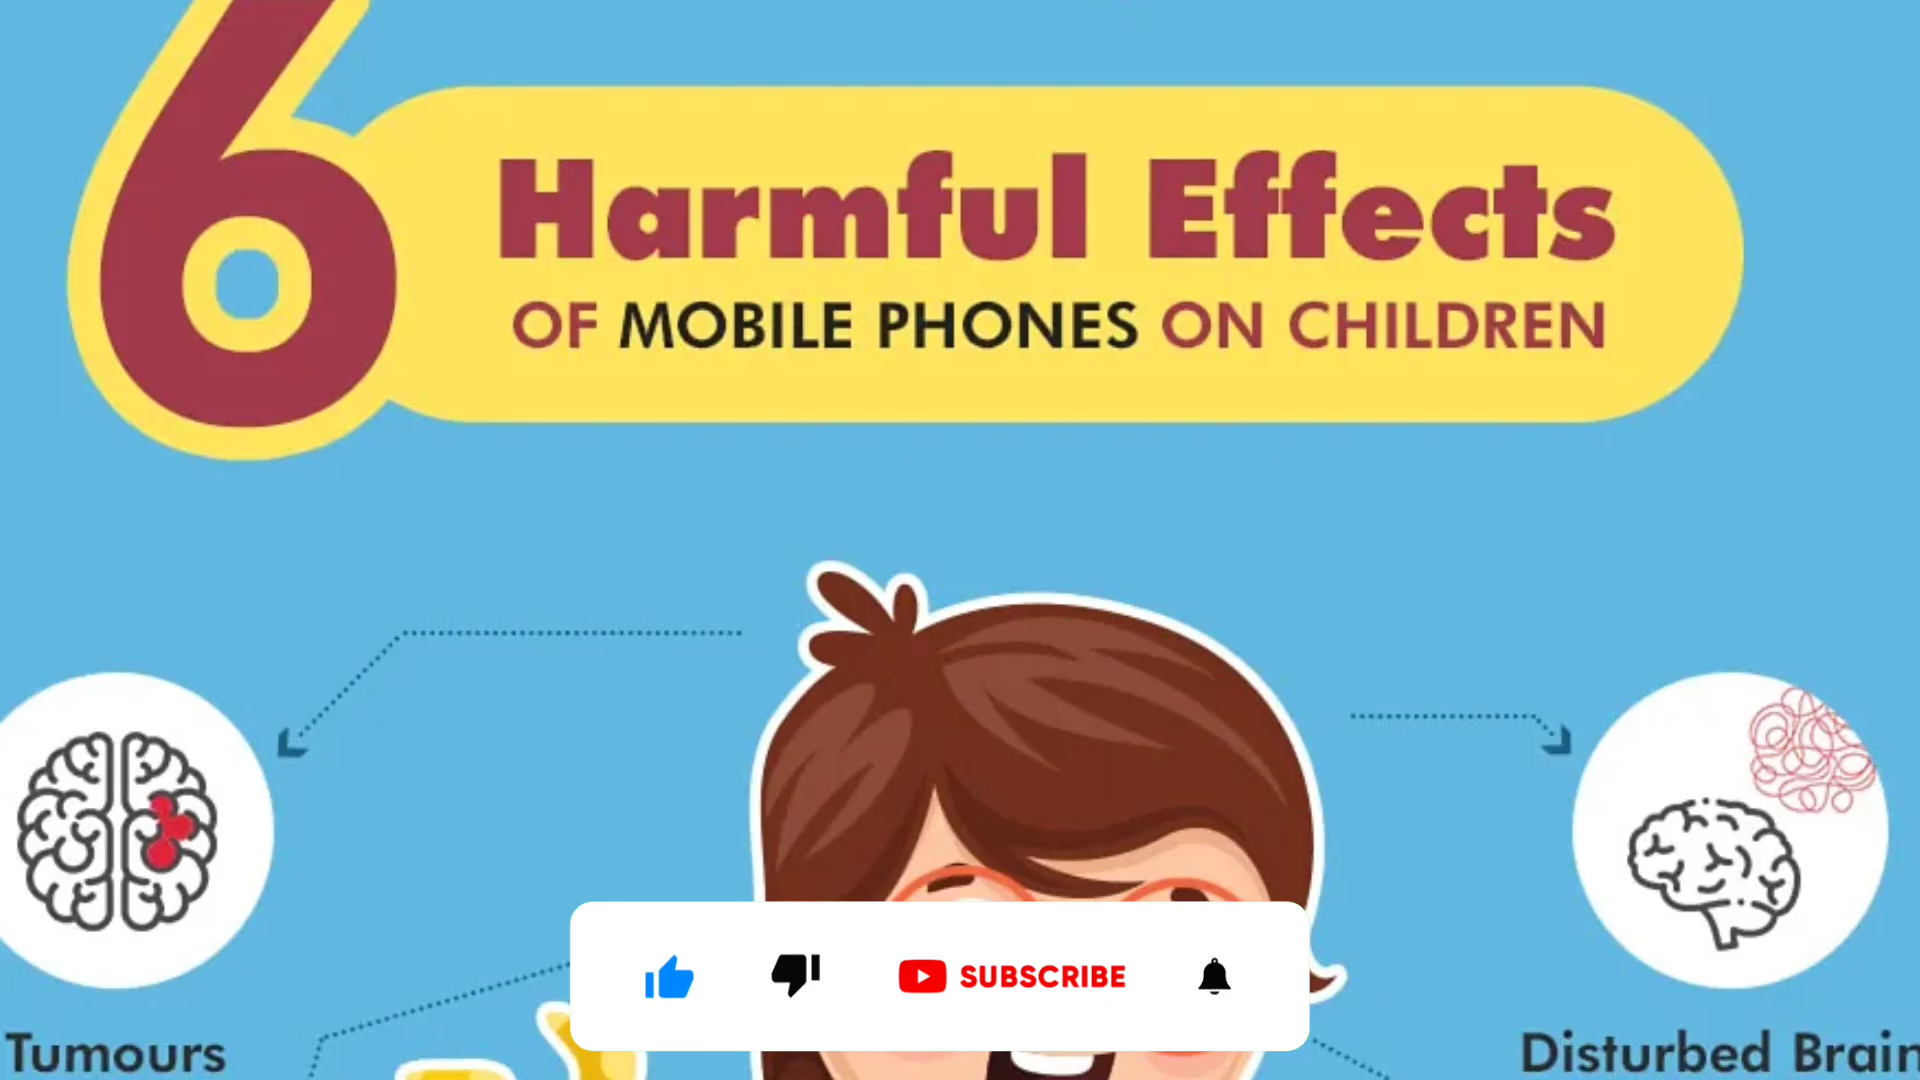 6
Harmful Effects
OF MOBILE PHONES ON CHILDREN
SUBSCRIBE
Tumours
Disturbed Brain